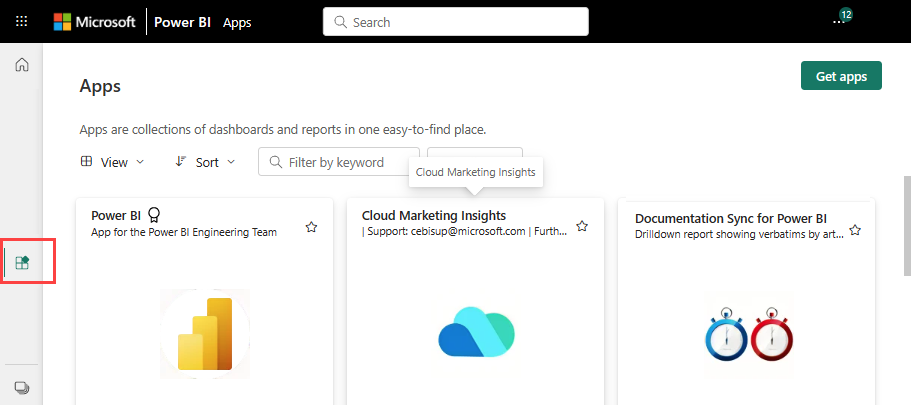 Microsoft Power BI Apps Search 12
Apps Get apps
Apps are collections of dashboards and reports in one easy-to-find place.
View Sort Filter by keyword
Cloud Marketing Insights
Power BI
App for the Power BI Engineering Team
Cloud Marketing Insights
| Support: cebisup@microsoft.com | Furth...
Documentation Sync for Power BI
Drilldown report showing verbatims by art...